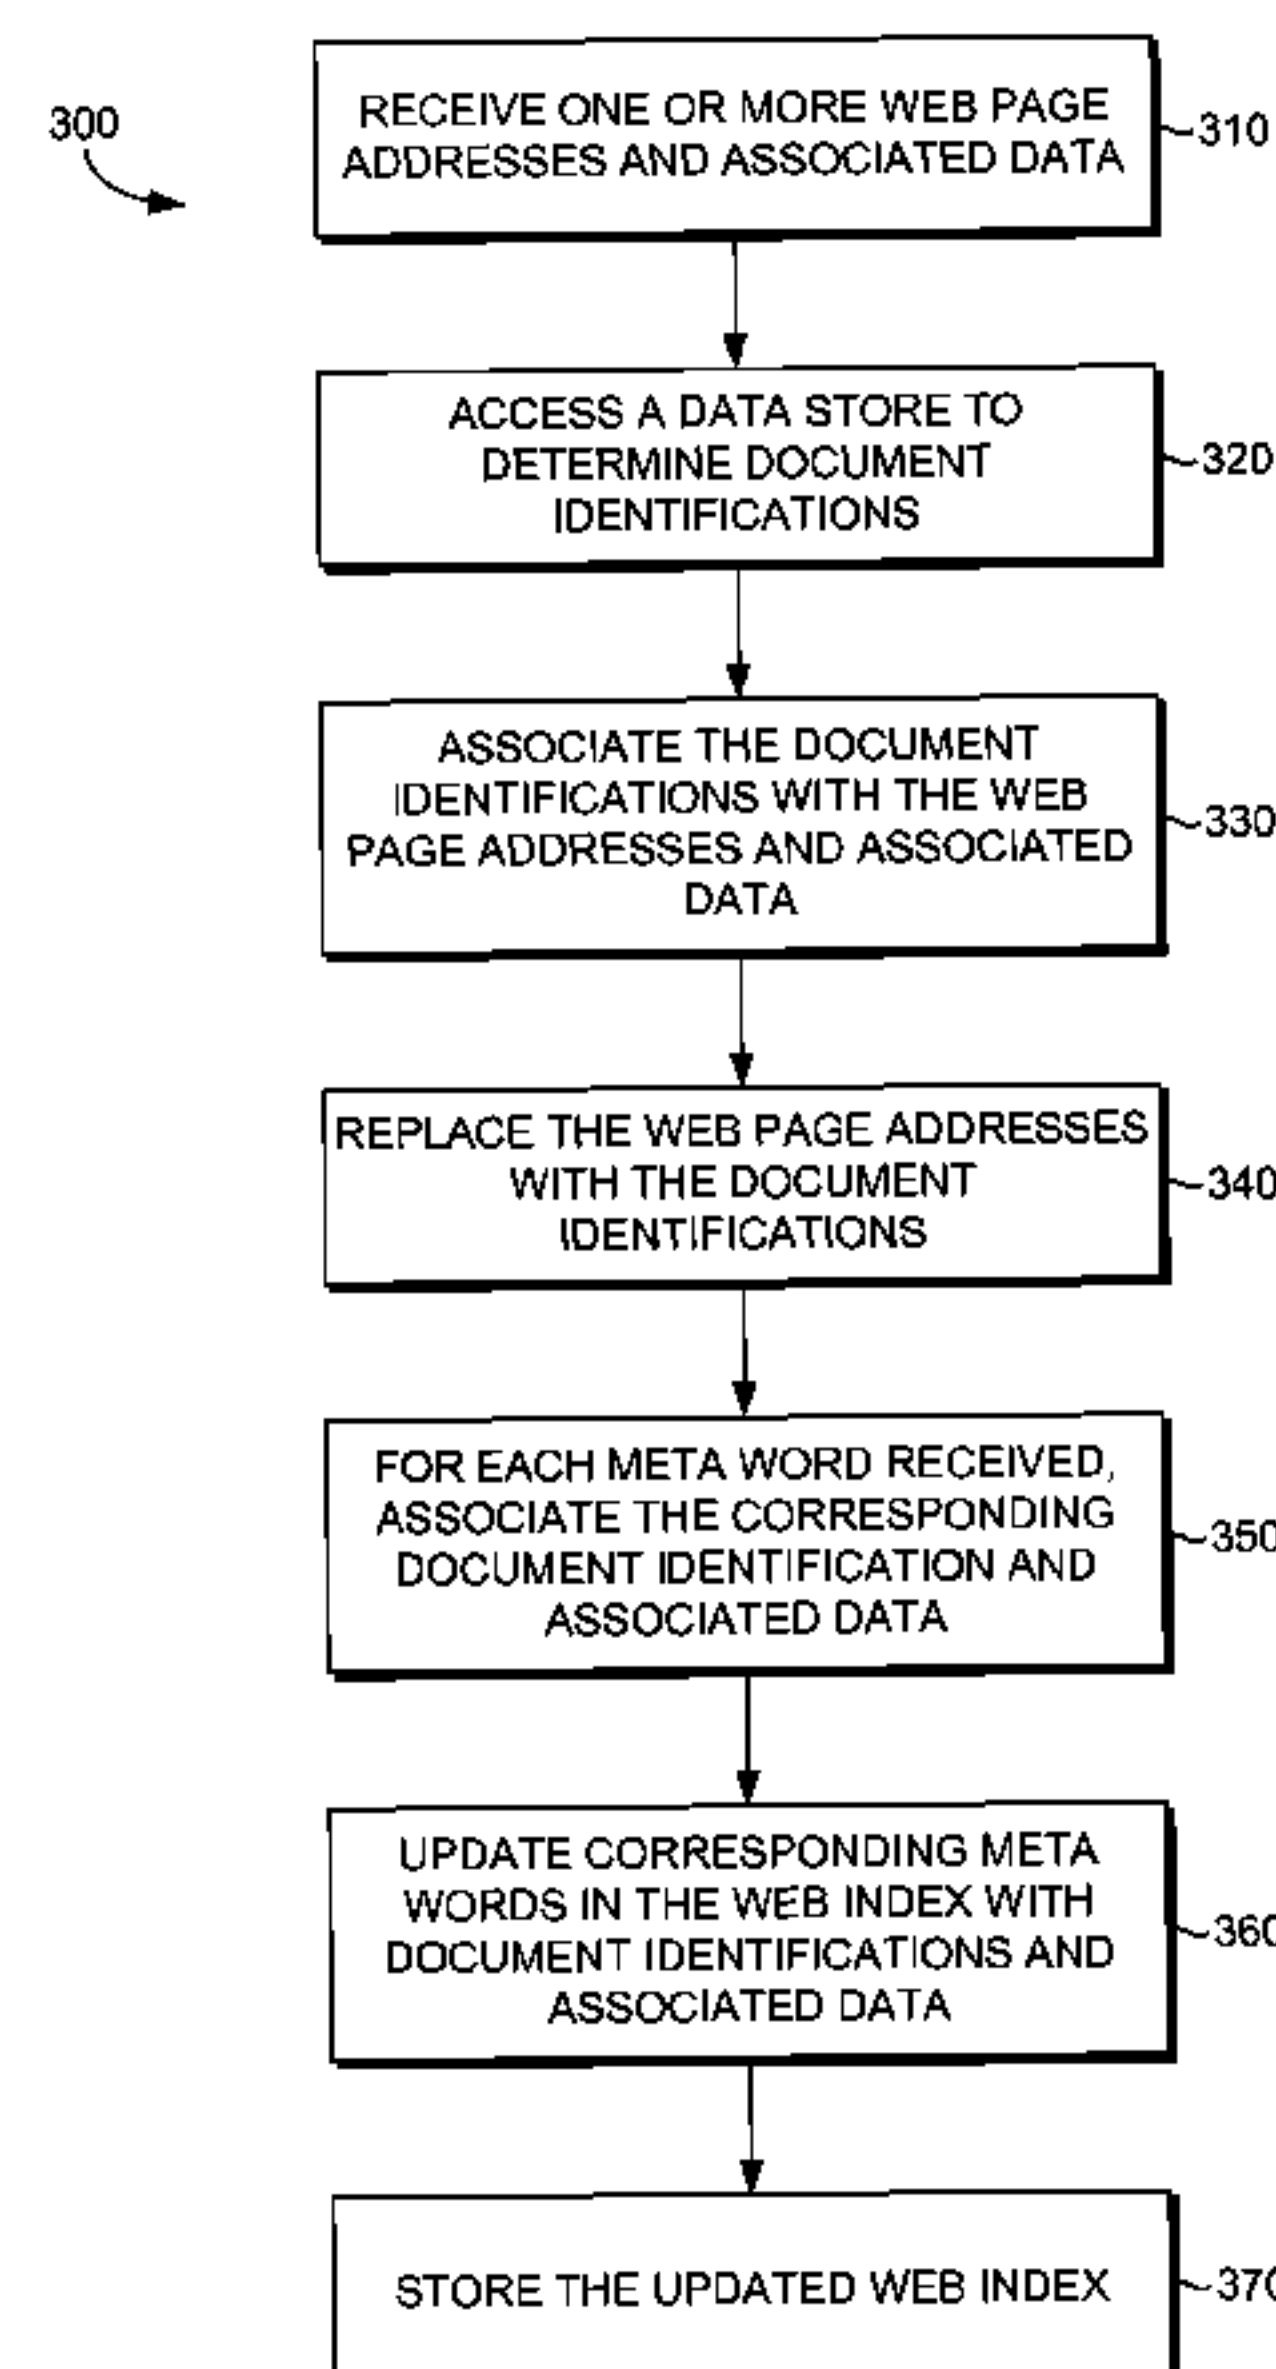 300
RECEIVE ONE OR MORE WEB PAGE
ADDRESSES AND ASSOCIATED DATA
310
ACCESS A DATA STORE TO
DETERMINE DOCUMENT
IDENTIFICATIONS
320
ASSOCIATE THE DOCUMENT
IDENTIFICATIONS WITH THE WEB
PAGE ADDRESSES AND ASSOCIATED
DATA
330
REPLACE THE WEB PAGE ADDRESSES
WITH THE DOCUMENT
IDENTIFICATIONS
340
FOR EACH META WORD RECEIVED,
ASSOCIATE THE CORRESPONDING
DOCUMENT IDENTIFICATION AND
ASSOCIATED DATA
350
UPDATE CORRESPONDING META
WORDS IN THE WEB INDEX WITH
DOCUMENT IDENTIFICATIONS AND
ASSOCIATED DATA
360
STORE THE UPDATED WEB INDEX
370